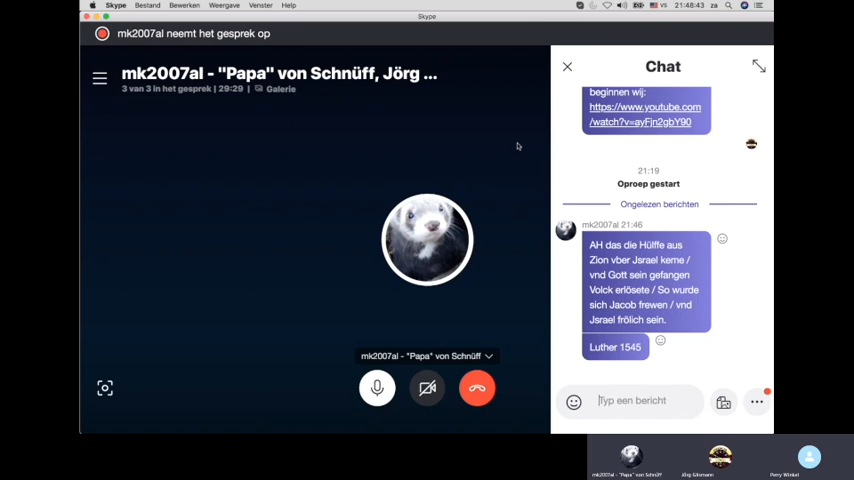 Skype Bestand Bewerken Weergave Venster Help
VS 21:48:43 za
Skype
mk2007al neemt het gesprek op
mk2007al - "Papa" von Schnüff, Jörg ...
3 van 3 in het gesprek | 29:29 | Galerie
mk2007al - "Papa" von Schnüff
Chat
beginnen wij:
https://www.youtube.com
/watch?v=ayFjn2gbY90
21:19
Oproep gestart
Ongelezen berichten
mk2007al 21:46
AH das die Hülffe aus
Zion vber Jsrael keme /
vnd Gott sein gefangen
Volck erlösete / So wurde
sich Jacob frewen / vnd
Jsrael frölich sein.
Luther 1545
Typ een bericht
mk2007al - "Papa" von Schnüff
Jörg Glismann
Perry Winkel